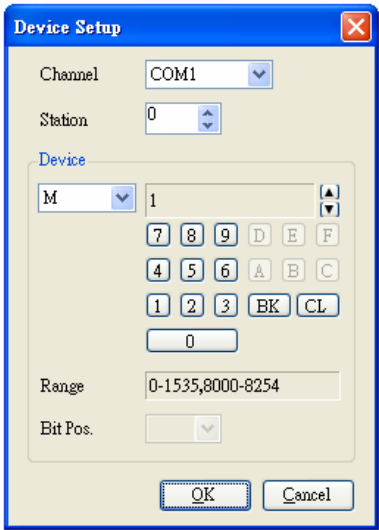 Device Setup
Channel COM1
Station 0
Device
M 1
7 8 9 D E F
4 5 6 A B C
1 2 3 BK CL
0
Range 0-1535,8000-8254
Bit Pos.
OK Cancel